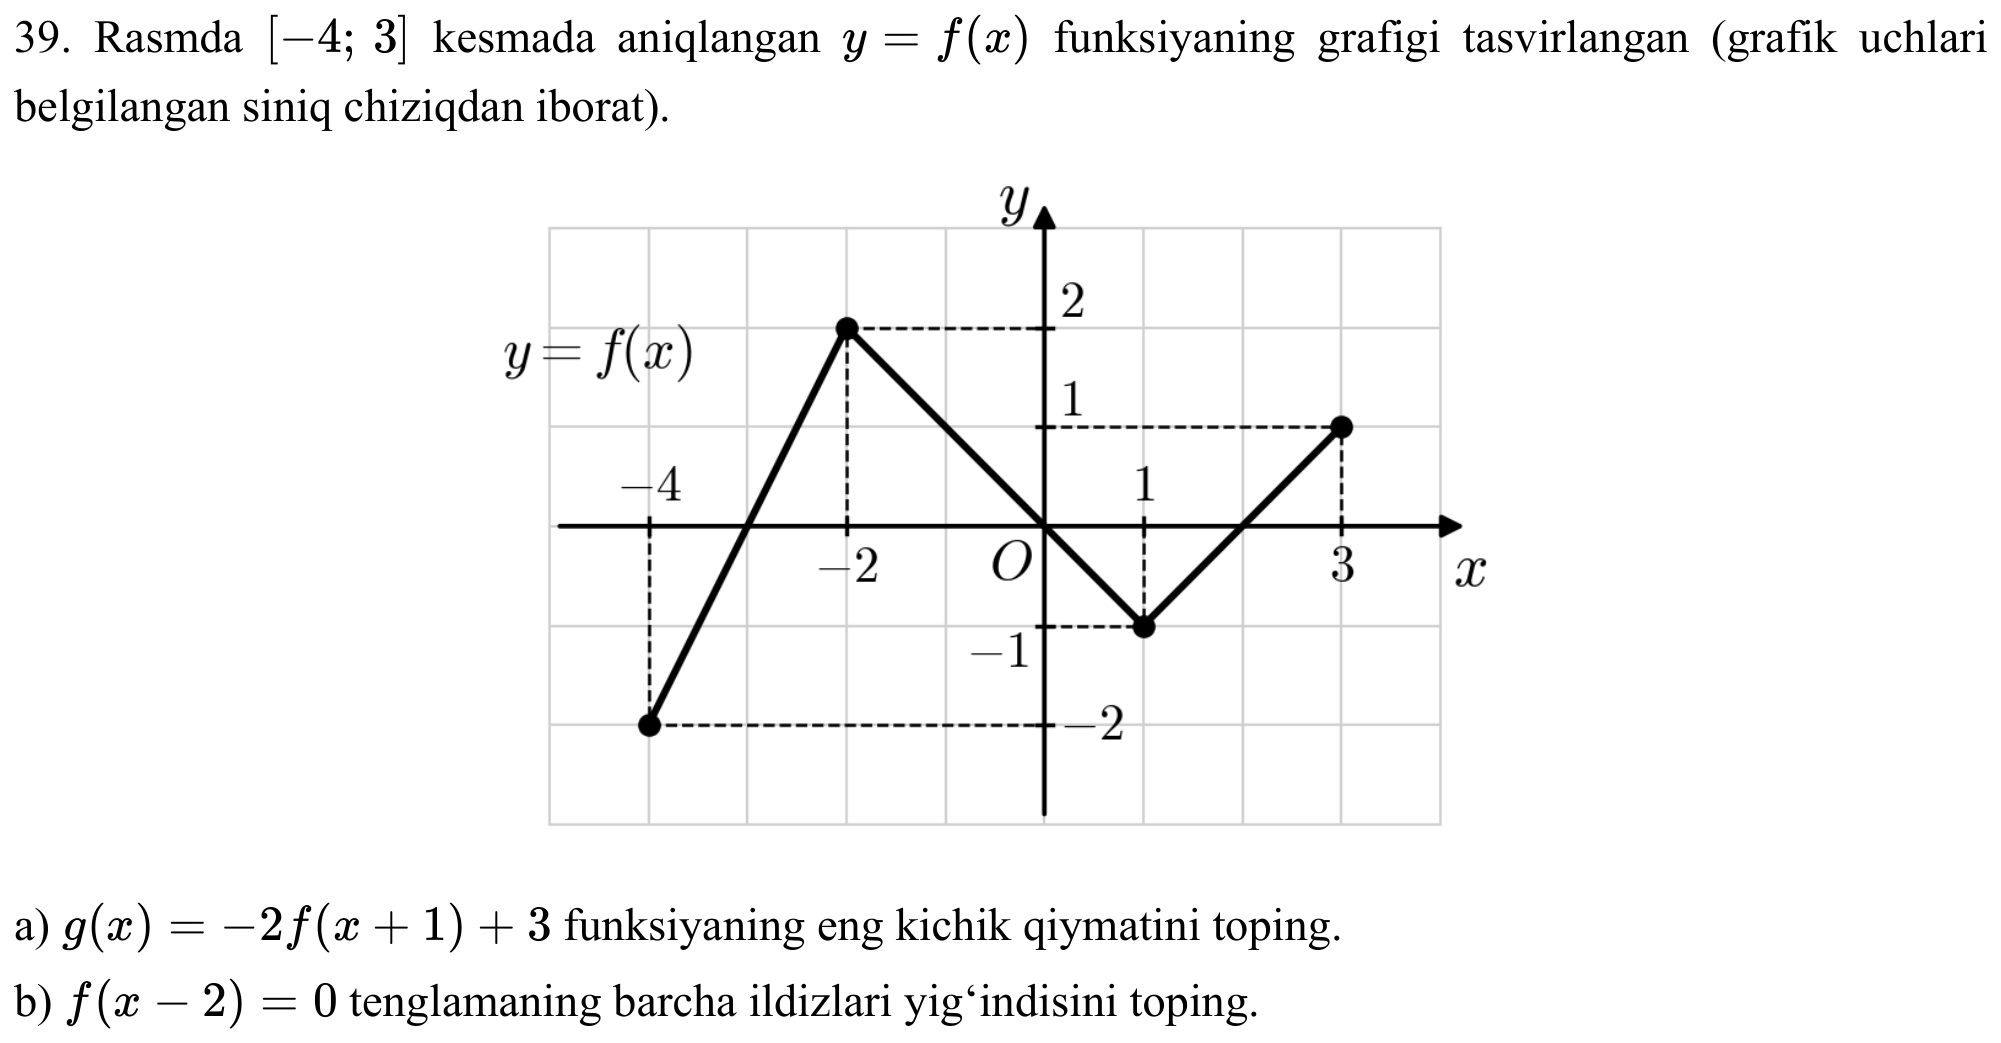 39. Rasmda [−4; 3] kesmada aniqlangan y = f(x) funksiyaning grafigi tasvirlangan (grafik uchlari
belgilangan siniq chiziqdan iborat).
y
2
y = f(x)
1
−4
1
−2
O
3
x
−1
−2
a) g(x) = −2f(x + 1) + 3 funksiyaning eng kichik qiymatini toping.
b) f(x − 2) = 0 tenglamaning barcha ildizlari yig‘indisini toping.